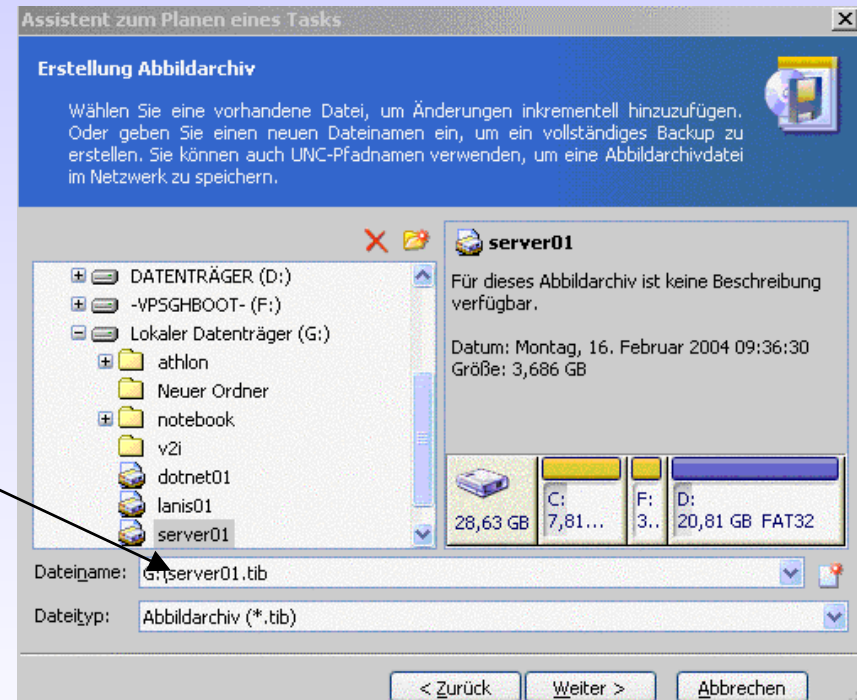 Assistent zum Planen eines Tasks
Erstellung Abbildarchiv
Wählen Sie eine vorhandene Datei, um Änderungen inkrementell hinzuzufügen.
Oder geben Sie einen neuen Dateinamen ein, um ein vollständiges Backup zu
erstellen. Sie können auch UNC-Pfadnamen verwenden, um eine Abbildarchivdatei
im Netzwerk zu speichern.
DATENTRÄGER (D:)
-VPSGHBOOT- (F:)
Lokaler Datenträger (G:)
athlon
Neuer Ordner
notebook
v2i
dotnet01
lanis01
server01
server01
Für dieses Abbildarchiv ist keine Beschreibung
verfügbar.
Datum: Montag, 16. Februar 2004 09:36:30
Größe: 3,686 GB
28,63 GB
C:
7,81...
F:
3..
D:
20,81 GB FAT32
Dateiname: G:\server01.tib
Dateityp: Abbildarchiv (*.tib)
< Zurück Weiter > Abbrechen